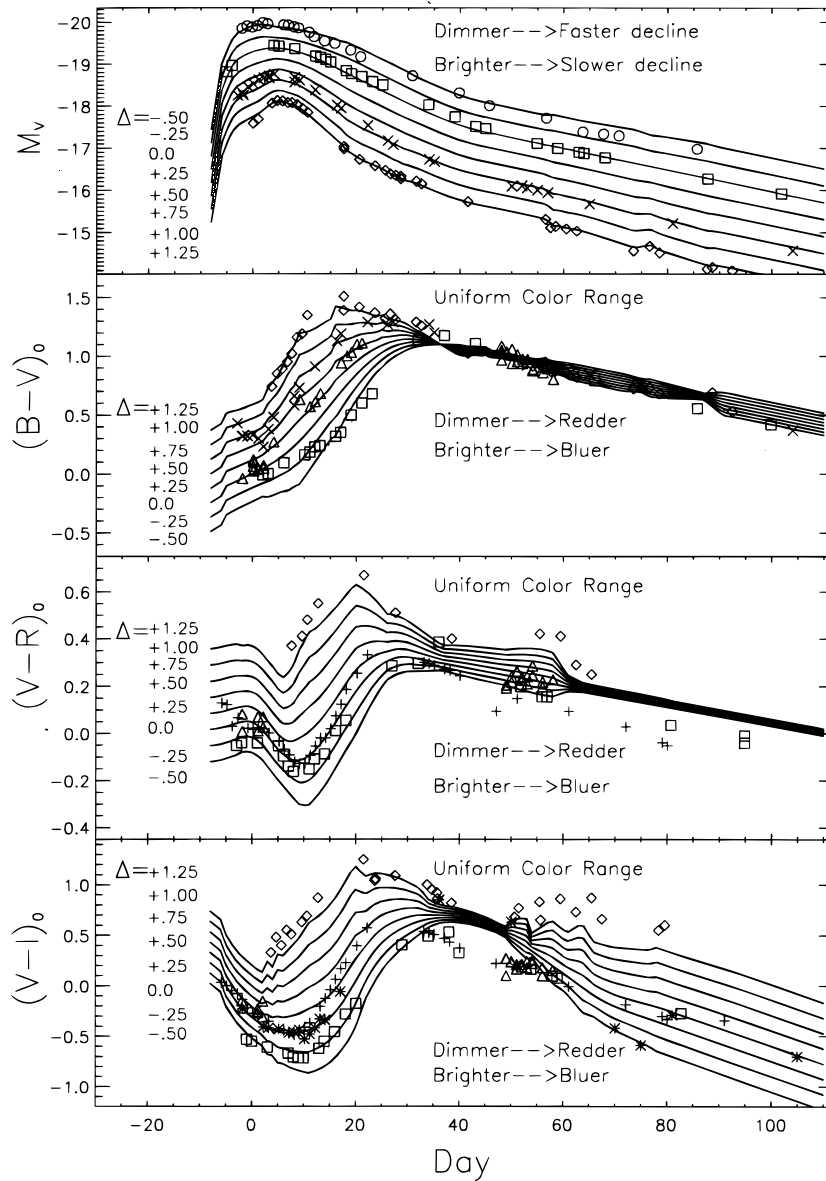 Dimmer-->Faster decline
Brighter-->Slower decline
Δ= -.50
-.25
0.0
+.25
+.50
+.75
+1.00
+1.25
-20
-19
-18
-17
-16
-15
Mᵥ
Uniform Color Range
1.5
1.0
0.5
0.0
-0.5
(B-V)₀
Δ= +1.25
+1.00
+.75
+.50
+.25
0.0
-.25
-.50
Dimmer-->Redder
Brighter-->Bluer
Uniform Color Range
0.6
0.4
0.2
0.0
-0.2
-0.4
(V-R)₀
Δ=+1.25
+1.00
+.75
+.50
+.25
0.0
-.25
-.50
Dimmer-->Redder
Brighter-->Bluer
Uniform Color Range
1.0
0.5
0.0
-0.5
-1.0
(V-I)₀
Δ=+1.25
+1.00
+.75
+.50
+.25
0.0
-.25
-.50
Dimmer-->Redder
Brighter-->Bluer
-20 0 20 40 60 80 100
Day